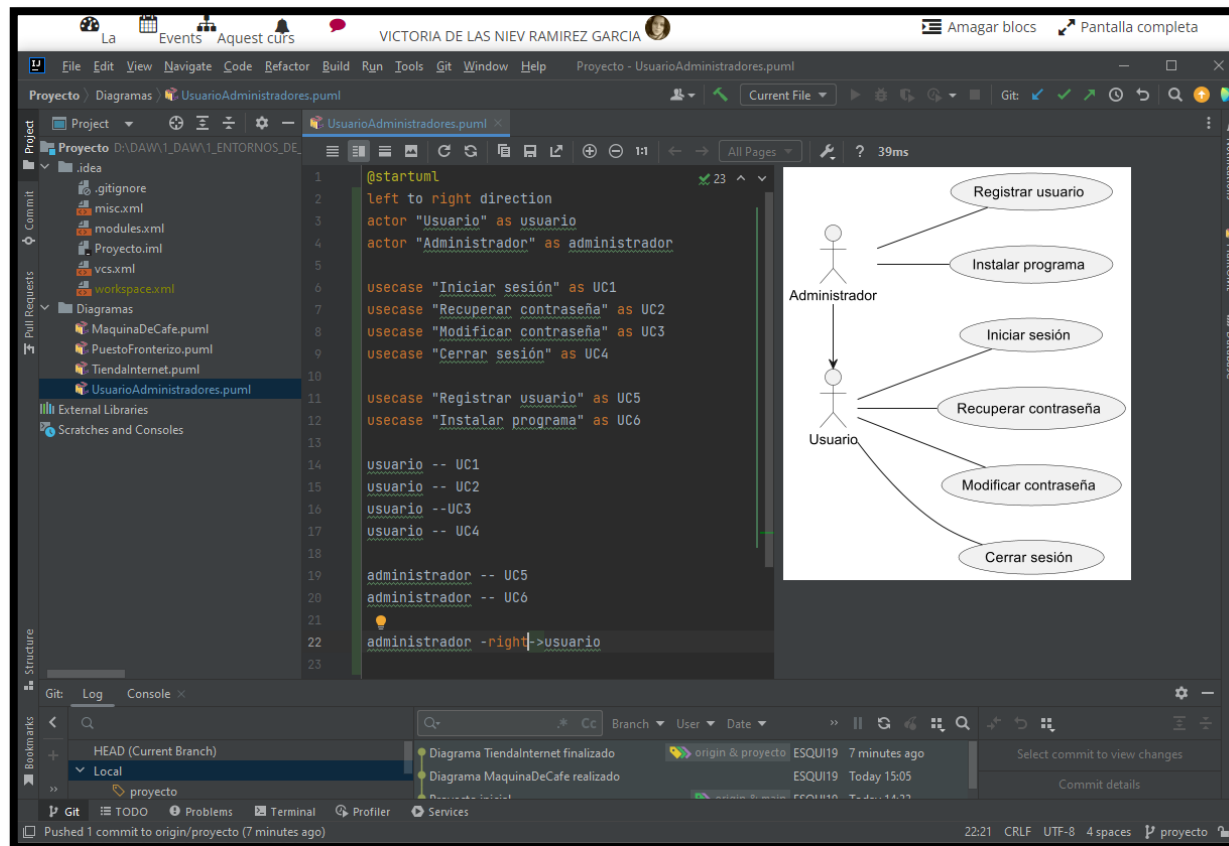 La Events Aquest curs VICTORIA DE LAS NIEV RAMIREZ GARCIA Amagar blocs Pantalla completa
File Edit View Navigate Code Refactor Build Run Tools Git Window Help Proyecto - UsuarioAdministradores.puml
Proyecto Diagramas UsuarioAdministradores.puml Current File Git:
Project UsuarioAdministradores.puml
Proyecto D:\DAW\1_DAW\1_ENTORNOS_DE_
.idea
.gitignore
misc.xml
modules.xml
Proyecto.iml
vcs.xml
workspace.xml
Diagramas
MaquinaDeCafe.puml
PuestoFronterizo.puml
TiendaInternet.puml
UsuarioAdministradores.puml
External Libraries
Scratches and Consoles
Project
Commit
Pull Requests
Structure
Bookmarks
1:1 All Pages ? 39ms
23
1 @startuml
2 left to right direction
3 actor "Usuario" as usuario
4 actor "Administrador" as administrador
5
6 usecase "Iniciar sesión" as UC1
7 usecase "Recuperar contraseña" as UC2
8 usecase "Modificar contraseña" as UC3
9 usecase "Cerrar sesión" as UC4
10
11 usecase "Registrar usuario" as UC5
12 usecase "Instalar programa" as UC6
13
14 usuario -- UC1
15 usuario -- UC2
16 usuario --UC3
17 usuario -- UC4
18
19 administrador -- UC5
20 administrador -- UC6
21
22 administrador -right->usuario
23
Registrar usuario
Instalar programa
Administrador
Iniciar sesión
Recuperar contraseña
Usuario
Modificar contraseña
Cerrar sesión
Git: Log Console
.* Cc Branch User Date
HEAD (Current Branch)
Local
proyecto
Diagrama TiendaInternet finalizado origin & proyecto ESQUI19 7 minutes ago
Diagrama MaquinaDeCafe realizado ESQUI19 Today 15:05
Proyecto inicial origin & main ESQUI19 Today 14:33
Select commit to view changes
Commit details
Git TODO Problems Terminal Profiler Services
Pushed 1 commit to origin/proyecto (7 minutes ago) 22:21 CRLF UTF-8 4 spaces proyecto